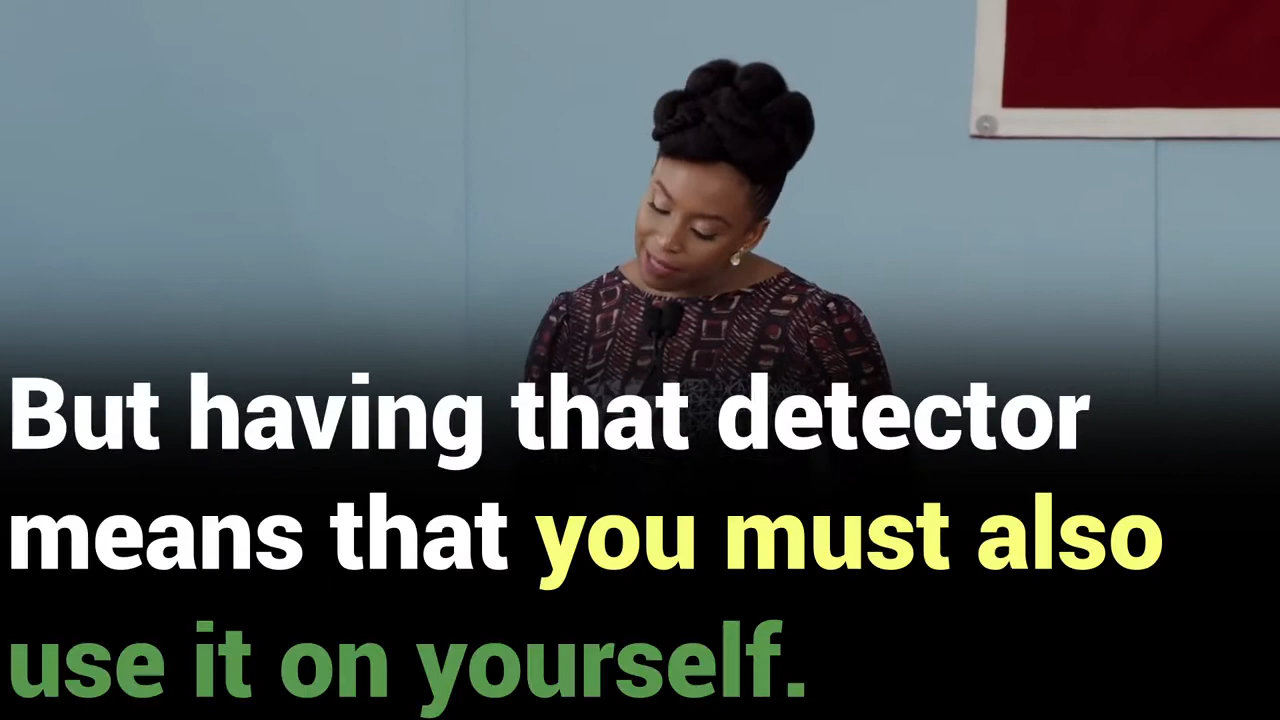 But having that detector
means that you must also
use it on yourself.